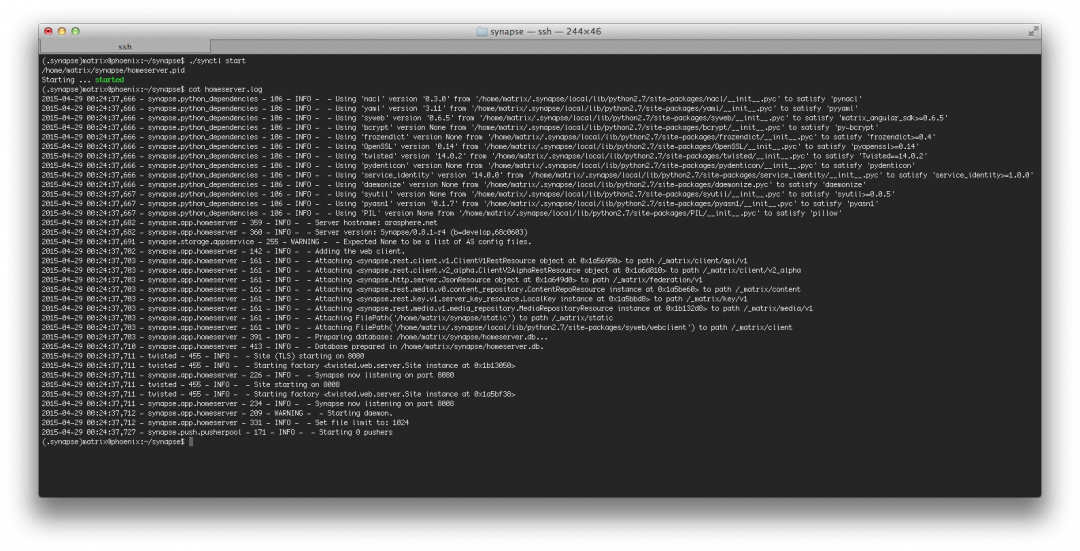 synapse — ssh — 244×46
ssh
(.synapse)matrix@phoenix:~/synapse$ ./synctl start
/home/matrix/synapse/homeserver.pid
Starting ... started
(.synapse)matrix@phoenix:~/synapse$ cat homeserver.log
2015-04-29 00:24:37,666 - synapse.python_dependencies - 106 - INFO - - Using 'nacl' version '0.3.0' from '/home/matrix/.synapse/local/lib/python2.7/site-packages/nacl/__init__.pyc' to satisfy 'pynacl'
2015-04-29 00:24:37,666 - synapse.python_dependencies - 106 - INFO - - Using 'yaml' version '3.11' from '/home/matrix/.synapse/local/lib/python2.7/site-packages/yaml/__init__.pyc' to satisfy 'pyyaml'
2015-04-29 00:24:37,666 - synapse.python_dependencies - 106 - INFO - - Using 'syweb' version '0.6.5' from '/home/matrix/.synapse/local/lib/python2.7/site-packages/syweb/__init__.pyc' to satisfy 'matrix_angular_sdk>=0.6.5'
2015-04-29 00:24:37,666 - synapse.python_dependencies - 106 - INFO - - Using 'bcrypt' version None from '/home/matrix/.synapse/local/lib/python2.7/site-packages/bcrypt/__init__.pyc' to satisfy 'py-bcrypt'
2015-04-29 00:24:37,666 - synapse.python_dependencies - 106 - INFO - - Using 'frozendict' version None from '/home/matrix/.synapse/local/lib/python2.7/site-packages/frozendict/__init__.pyc' to satisfy 'frozendict>=0.4'
2015-04-29 00:24:37,666 - synapse.python_dependencies - 106 - INFO - - Using 'OpenSSL' version '0.14' from '/home/matrix/.synapse/local/lib/python2.7/site-packages/OpenSSL/__init__.pyc' to satisfy 'pyopenssl>=0.14'
2015-04-29 00:24:37,666 - synapse.python_dependencies - 106 - INFO - - Using 'twisted' version '14.0.2' from '/home/matrix/.synapse/local/lib/python2.7/site-packages/twisted/__init__.pyc' to satisfy 'Twisted==14.0.2'
2015-04-29 00:24:37,666 - synapse.python_dependencies - 106 - INFO - - Using 'pydenticon' version None from '/home/matrix/.synapse/local/lib/python2.7/site-packages/pydenticon/__init__.pyc' to satisfy 'pydenticon'
2015-04-29 00:24:37,666 - synapse.python_dependencies - 106 - INFO - - Using 'service_identity' version '14.0.0' from '/home/matrix/.synapse/local/lib/python2.7/site-packages/service_identity/__init__.pyc' to satisfy 'service_identity>=1.0.0'
2015-04-29 00:24:37,666 - synapse.python_dependencies - 106 - INFO - - Using 'daemonize' version None from '/home/matrix/.synapse/local/lib/python2.7/site-packages/daemonize.pyc' to satisfy 'daemonize'
2015-04-29 00:24:37,667 - synapse.python_dependencies - 106 - INFO - - Using 'syutil' version None from '/home/matrix/.synapse/local/lib/python2.7/site-packages/syutil/__init__.pyc' to satisfy 'syutil>=0.0.5'
2015-04-29 00:24:37,667 - synapse.python_dependencies - 106 - INFO - - Using 'pyasn1' version '0.1.7' from '/home/matrix/.synapse/local/lib/python2.7/site-packages/pyasn1/__init__.pyc' to satisfy 'pyasn1'
2015-04-29 00:24:37,667 - synapse.python_dependencies - 106 - INFO - - Using 'PIL' version None from '/home/matrix/.synapse/local/lib/python2.7/site-packages/PIL/__init__.pyc' to satisfy 'pillow'
2015-04-29 00:24:37,682 - synapse.app.homeserver - 359 - INFO - - Server hostname: arasphere.net
2015-04-29 00:24:37,682 - synapse.app.homeserver - 360 - INFO - - Server version: Synapse/0.8.1-r4 (b=develop,68c0603)
2015-04-29 00:24:37,691 - synapse.storage.appservice - 255 - WARNING - - Expected None to be a list of AS config files.
2015-04-29 00:24:37,702 - synapse.app.homeserver - 142 - INFO - - Adding the web client.
2015-04-29 00:24:37,703 - synapse.app.homeserver - 161 - INFO - - Attaching <synapse.rest.client.v1.ClientV1RestResource object at 0x1a56950> to path /_matrix/client/api/v1
2015-04-29 00:24:37,703 - synapse.app.homeserver - 161 - INFO - - Attaching <synapse.rest.client.v2_alpha.ClientV2AlphaRestResource object at 0x1a6d810> to path /_matrix/client/v2_alpha
2015-04-29 00:24:37,703 - synapse.app.homeserver - 161 - INFO - - Attaching <synapse.http.server.JsonResource object at 0x1a649d0> to path /_matrix/federation/v1
2015-04-29 00:24:37,703 - synapse.app.homeserver - 161 - INFO - - Attaching <synapse.rest.media.v0.content_repository.ContentRepoResource instance at 0x1a5be60> to path /_matrix/content
2015-04-29 00:24:37,703 - synapse.app.homeserver - 161 - INFO - - Attaching <synapse.rest.key.v1.server_key_resource.LocalKey instance at 0x1a5bbd8> to path /_matrix/key/v1
2015-04-29 00:24:37,703 - synapse.app.homeserver - 161 - INFO - - Attaching <synapse.rest.media.v1.media_repository.MediaRepositoryResource instance at 0x1b132d8> to path /_matrix/media/v1
2015-04-29 00:24:37,703 - synapse.app.homeserver - 161 - INFO - - Attaching FilePath('/home/matrix/synapse/static') to path /_matrix/static
2015-04-29 00:24:37,703 - synapse.app.homeserver - 161 - INFO - - Attaching FilePath('/home/matrix/.synapse/local/lib/python2.7/site-packages/syweb/webclient') to path /_matrix/client
2015-04-29 00:24:37,703 - synapse.app.homeserver - 391 - INFO - - Preparing database: /home/matrix/synapse/homeserver.db...
2015-04-29 00:24:37,710 - synapse.app.homeserver - 413 - INFO - - Database prepared in /home/matrix/synapse/homeserver.db.
2015-04-29 00:24:37,711 - twisted - 455 - INFO - - Site (TLS) starting on 8080
2015-04-29 00:24:37,711 - twisted - 455 - INFO - - Starting factory <twisted.web.server.Site instance at 0x1b13050>
2015-04-29 00:24:37,711 - synapse.app.homeserver - 226 - INFO - - Synapse now listening on port 8080
2015-04-29 00:24:37,711 - twisted - 455 - INFO - - Site starting on 8008
2015-04-29 00:24:37,711 - twisted - 455 - INFO - - Starting factory <twisted.web.server.Site instance at 0x1a5bf38>
2015-04-29 00:24:37,711 - synapse.app.homeserver - 234 - INFO - - Synapse now listening on port 8008
2015-04-29 00:24:37,712 - synapse.app.homeserver - 209 - WARNING - - Starting daemon.
2015-04-29 00:24:37,712 - synapse.app.homeserver - 331 - INFO - - Set file limit to: 1024
2015-04-29 00:24:37,727 - synapse.push.pusherpool - 171 - INFO - - Starting 0 pushers
(.synapse)matrix@phoenix:~/synapse$